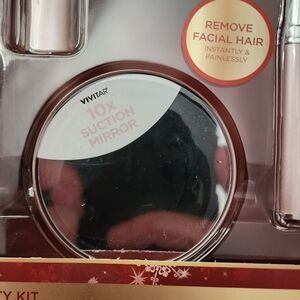 REMOVE
FACIAL HAIR
INSTANTLY &
PAINLESSLY
VIVITAR
10X
SUCTION
MIRROR
TY KIT